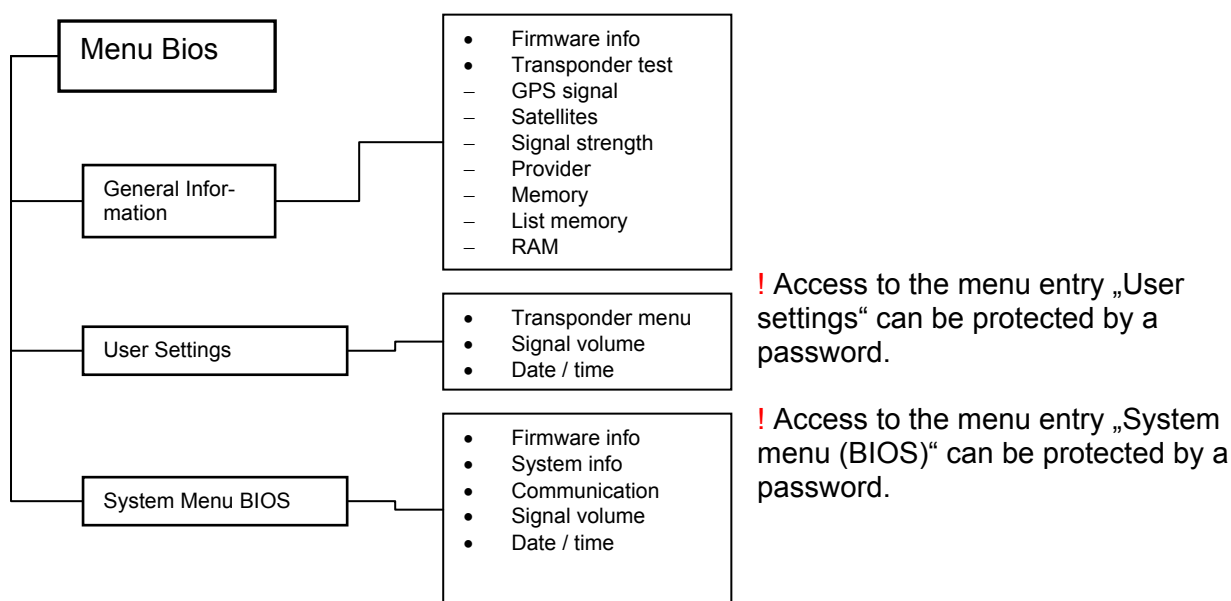 Menu Bios
• Firmware info
• Transponder test
– GPS signal
– Satellites
– Signal strength
– Provider
– Memory
– List memory
– RAM
General Infor-
mation
• Transponder menu
• Signal volume
• Date / time
User Settings
! Access to the menu entry „User
settings“ can be protected by a
password.
• Firmware info
• System info
• Communication
• Signal volume
• Date / time
System Menu BIOS
! Access to the menu entry „System
menu (BIOS)“ can be protected by a
password.